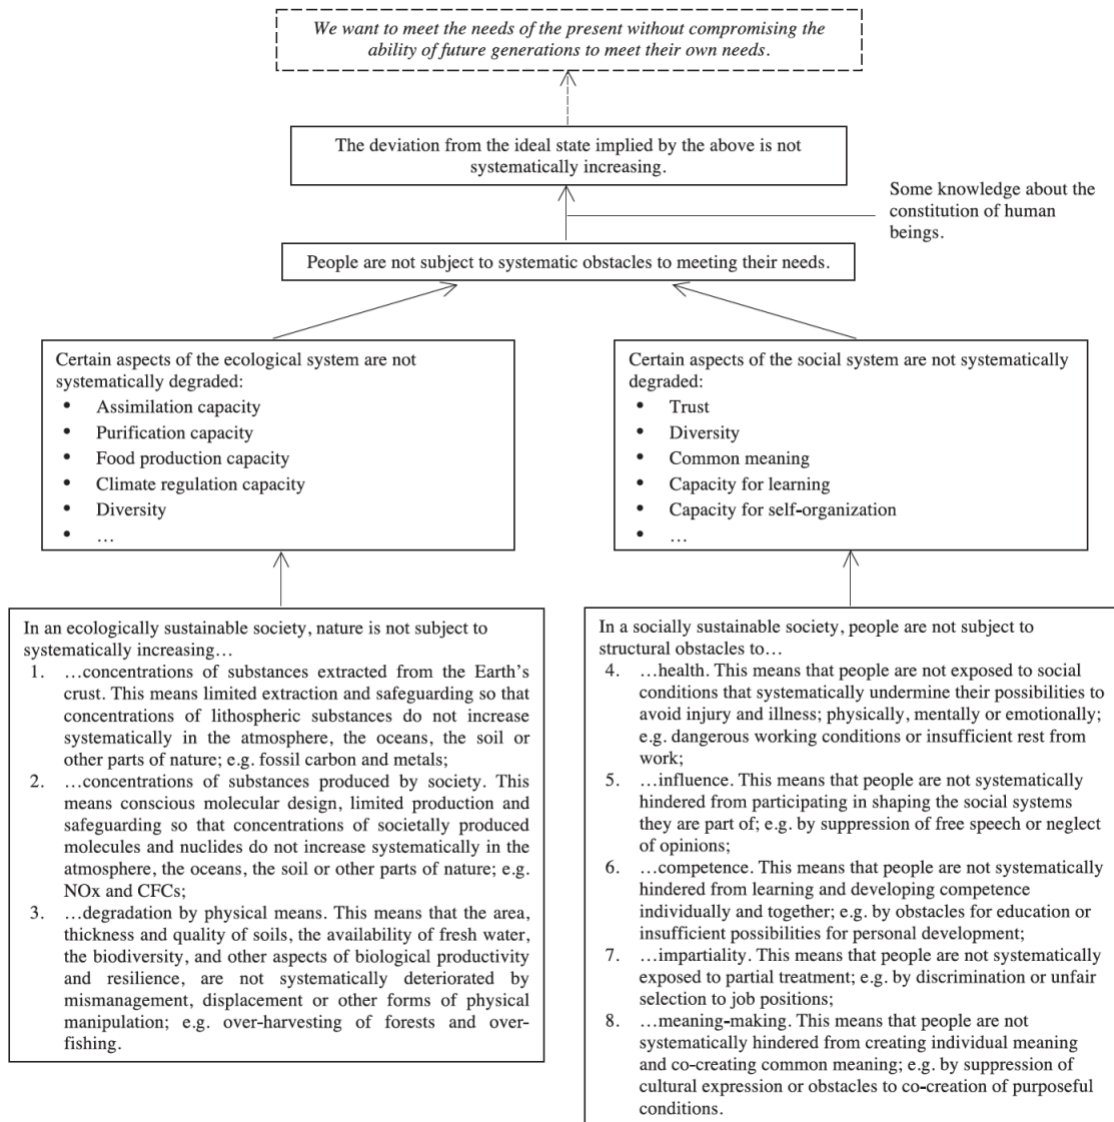 We want to meet the needs of the present without compromising the
ability of future generations to meet their own needs.
The deviation from the ideal state implied by the above is not
systematically increasing.
Some knowledge about the
constitution of human
beings.
People are not subject to systematic obstacles to meeting their needs.
Certain aspects of the ecological system are not
systematically degraded:
• Assimilation capacity
• Purification capacity
• Food production capacity
• Climate regulation capacity
• Diversity
• …
Certain aspects of the social system are not systematically
degraded:
• Trust
• Diversity
• Common meaning
• Capacity for learning
• Capacity for self-organization
• …
In an ecologically sustainable society, nature is not subject to
systematically increasing…
1. …concentrations of substances extracted from the Earth’s
crust. This means limited extraction and safeguarding so that
concentrations of lithospheric substances do not increase
systematically in the atmosphere, the oceans, the soil or
other parts of nature; e.g. fossil carbon and metals;
2. …concentrations of substances produced by society. This
means conscious molecular design, limited production and
safeguarding so that concentrations of societally produced
molecules and nuclides do not increase systematically in the
atmosphere, the oceans, the soil or other parts of nature; e.g.
NOx and CFCs;
3. …degradation by physical means. This means that the area,
thickness and quality of soils, the availability of fresh water,
the biodiversity, and other aspects of biological productivity
and resilience, are not systematically deteriorated by
mismanagement, displacement or other forms of physical
manipulation; e.g. over-harvesting of forests and over-
fishing.
In a socially sustainable society, people are not subject to
structural obstacles to…
4. …health. This means that people are not exposed to social
conditions that systematically undermine their possibilities to
avoid injury and illness; physically, mentally or emotionally;
e.g. dangerous working conditions or insufficient rest from
work;
5. …influence. This means that people are not systematically
hindered from participating in shaping the social systems
they are part of; e.g. by suppression of free speech or neglect
of opinions;
6. …competence. This means that people are not systematically
hindered from learning and developing competence
individually and together; e.g. by obstacles for education or
insufficient possibilities for personal development;
7. …impartiality. This means that people are not systematically
exposed to partial treatment; e.g. by discrimination or unfair
selection to job positions;
8. …meaning-making. This means that people are not
systematically hindered from creating individual meaning
and co-creating common meaning; e.g. by suppression of
cultural expression or obstacles to co-creation of purposeful
conditions.